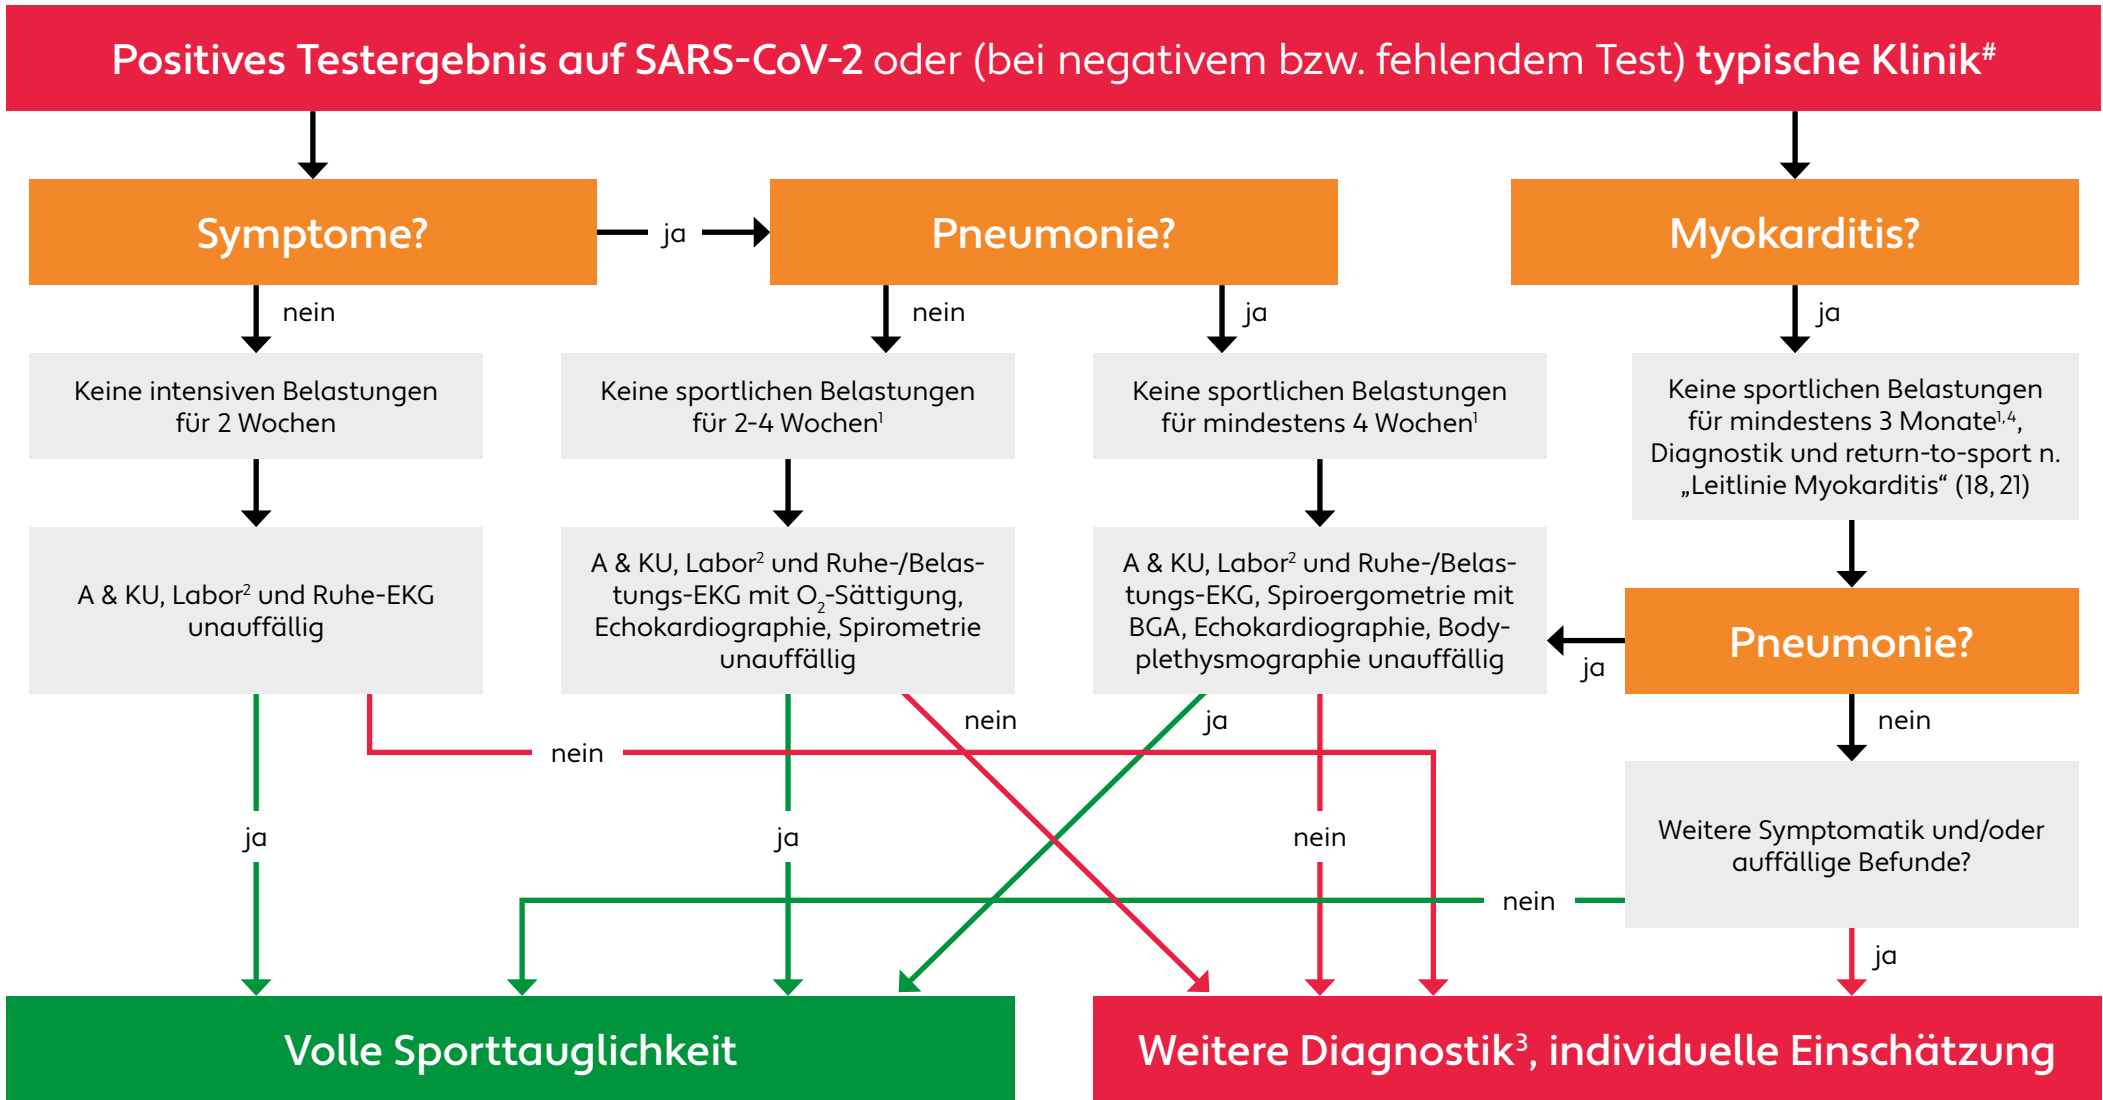 Positives Testergebnis auf SARS-CoV-2 oder (bei negativem bzw. fehlendem Test) typische Klinik#
Symptome?
ja
Pneumonie?
Myokarditis?
nein
nein
ja
ja
Keine intensiven Belastungen
für 2 Wochen
Keine sportlichen Belastungen
für 2-4 Wochen¹
Keine sportlichen Belastungen
für mindestens 4 Wochen¹
Keine sportlichen Belastungen
für mindestens 3 Monate¹,⁴,
Diagnostik und return-to-sport n.
„Leitlinie Myokarditis“ (18, 21)
A & KU, Labor² und Ruhe-EKG
unauffällig
A & KU, Labor² und Ruhe-/Belas-
tungs-EKG mit O₂-Sättigung,
Echokardiographie, Spirometrie
unauffällig
A & KU, Labor² und Ruhe-/Belas-
tungs-EKG, Spiroergometrie mit
BGA, Echokardiographie, Body-
plethysmographie unauffällig
ja
Pneumonie?
nein
nein
ja
nein
ja
ja
nein
Weitere Symptomatik und/oder
auffällige Befunde?
nein
ja
Volle Sporttauglichkeit
Weitere Diagnostik³, individuelle Einschätzung